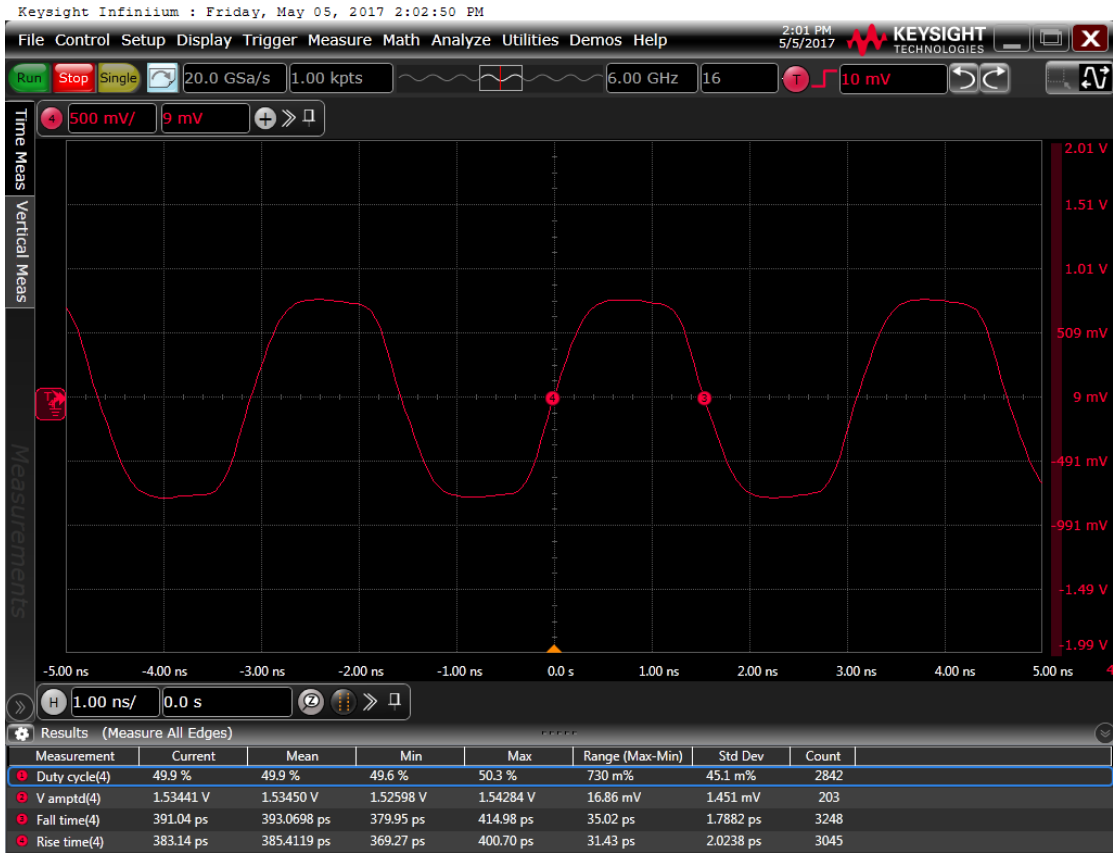 Keysight Infiniium : Friday, May 05, 2017 2:02:50 PM
File Control Setup Display Trigger Measure Math Analyze Utilities Demos Help 2:01 PM 5/5/2017 KEYSIGHT TECHNOLOGIES X
Run Stop Single 20.0 GSa/s 1.00 kpts 6.00 GHz 16 T 10 mV
4 500 mV/ 9 mV
Time Meas
Vertical Meas
Measurements
2.01 V
1.51 V
1.01 V
509 mV
T 4 3 9 mV
-491 mV
-991 mV
-1.49 V
-1.99 V
-5.00 ns -4.00 ns -3.00 ns -2.00 ns -1.00 ns 0.0 s 1.00 ns 2.00 ns 3.00 ns 4.00 ns 5.00 ns
H 1.00 ns/ 0.0 s Z
Results (Measure All Edges)
Measurement Current Mean Min Max Range (Max-Min) Std Dev Count
1 Duty cycle(4) 49.9 % 49.9 % 49.6 % 50.3 % 730 m% 45.1 m% 2842
2 V amptd(4) 1.53441 V 1.53450 V 1.52598 V 1.54284 V 16.86 mV 1.451 mV 203
3 Fall time(4) 391.04 ps 393.0698 ps 379.95 ps 414.98 ps 35.02 ps 1.7882 ps 3248
4 Rise time(4) 383.14 ps 385.4119 ps 369.27 ps 400.70 ps 31.43 ps 2.0238 ps 3045